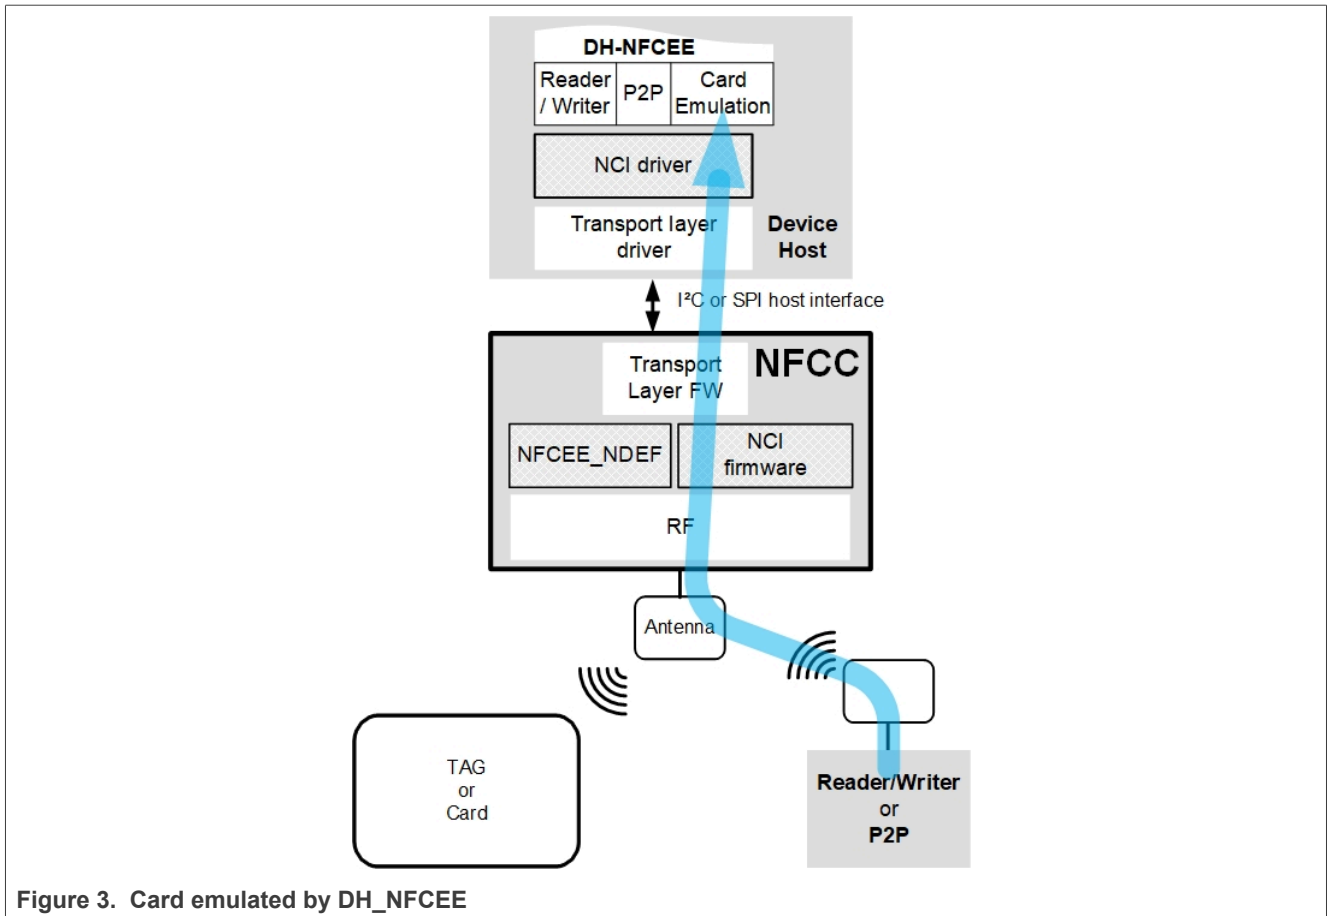 DH-NFCEE
Reader
/ Writer
P2P
Card
Emulation
NCI driver
Transport layer
driver
Device
Host
I²C or SPI host interface
NFCC
Transport
Layer FW
NFCEE_NDEF
NCI
firmware
RF
Antenna
TAG
or
Card
Reader/Writer
or
P2P
Figure 3. Card emulated by DH_NFCEE